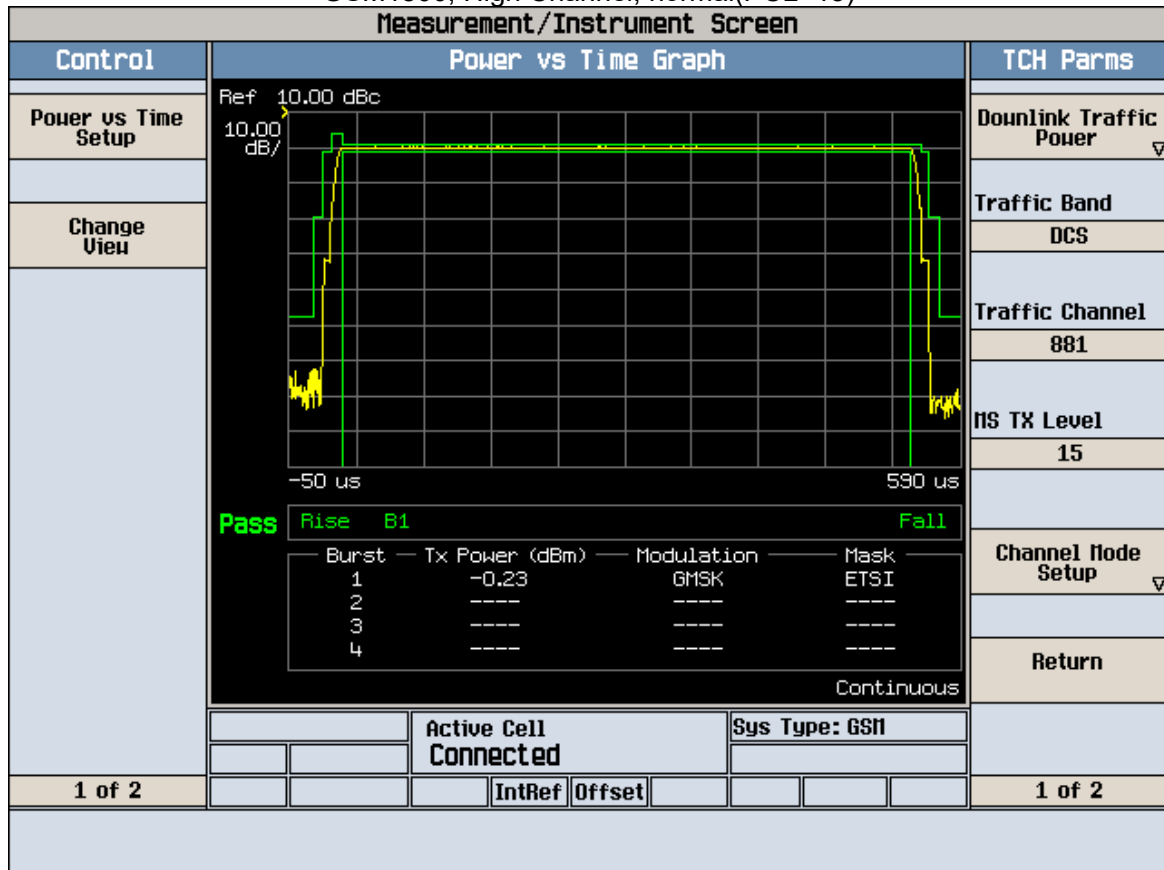 Measurement/Instrument Screen
Control
Power vs Time Graph
TCH Parms
Power vs Time
Setup
Change
View
1 of 2
Ref 10.00 dBc
10.00
dB/
-50 us
590 us
Pass
Rise B1 Fall
Burst Tx Power (dBm) Modulation Mask
1 -0.23 GMSK ETSI
2 ---- ---- ----
3 ---- ---- ----
4 ---- ---- ----
Continuous
Active Cell
Connected
Sys Type: GSM
IntRef Offset
Downlink Traffic
Power
Traffic Band
DCS
Traffic Channel
881
MS TX Level
15
Channel Mode
Setup
Return
1 of 2